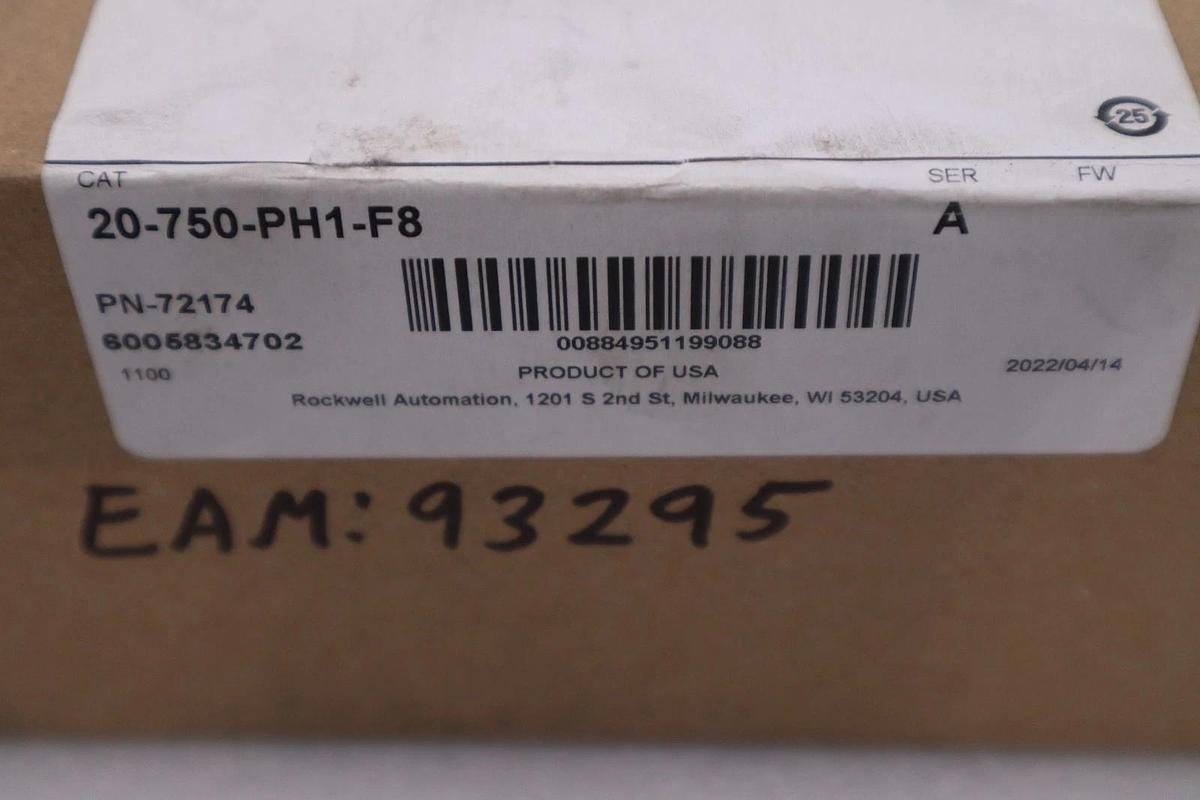 25
CAT SER FW
20-750-PH1-F8 A
PN-72174
6005834702 00884951199088
1100 PRODUCT OF USA 2022/04/14
Rockwell Automation, 1201 S 2nd St, Milwaukee, WI 53204, USA
EAM: 93295